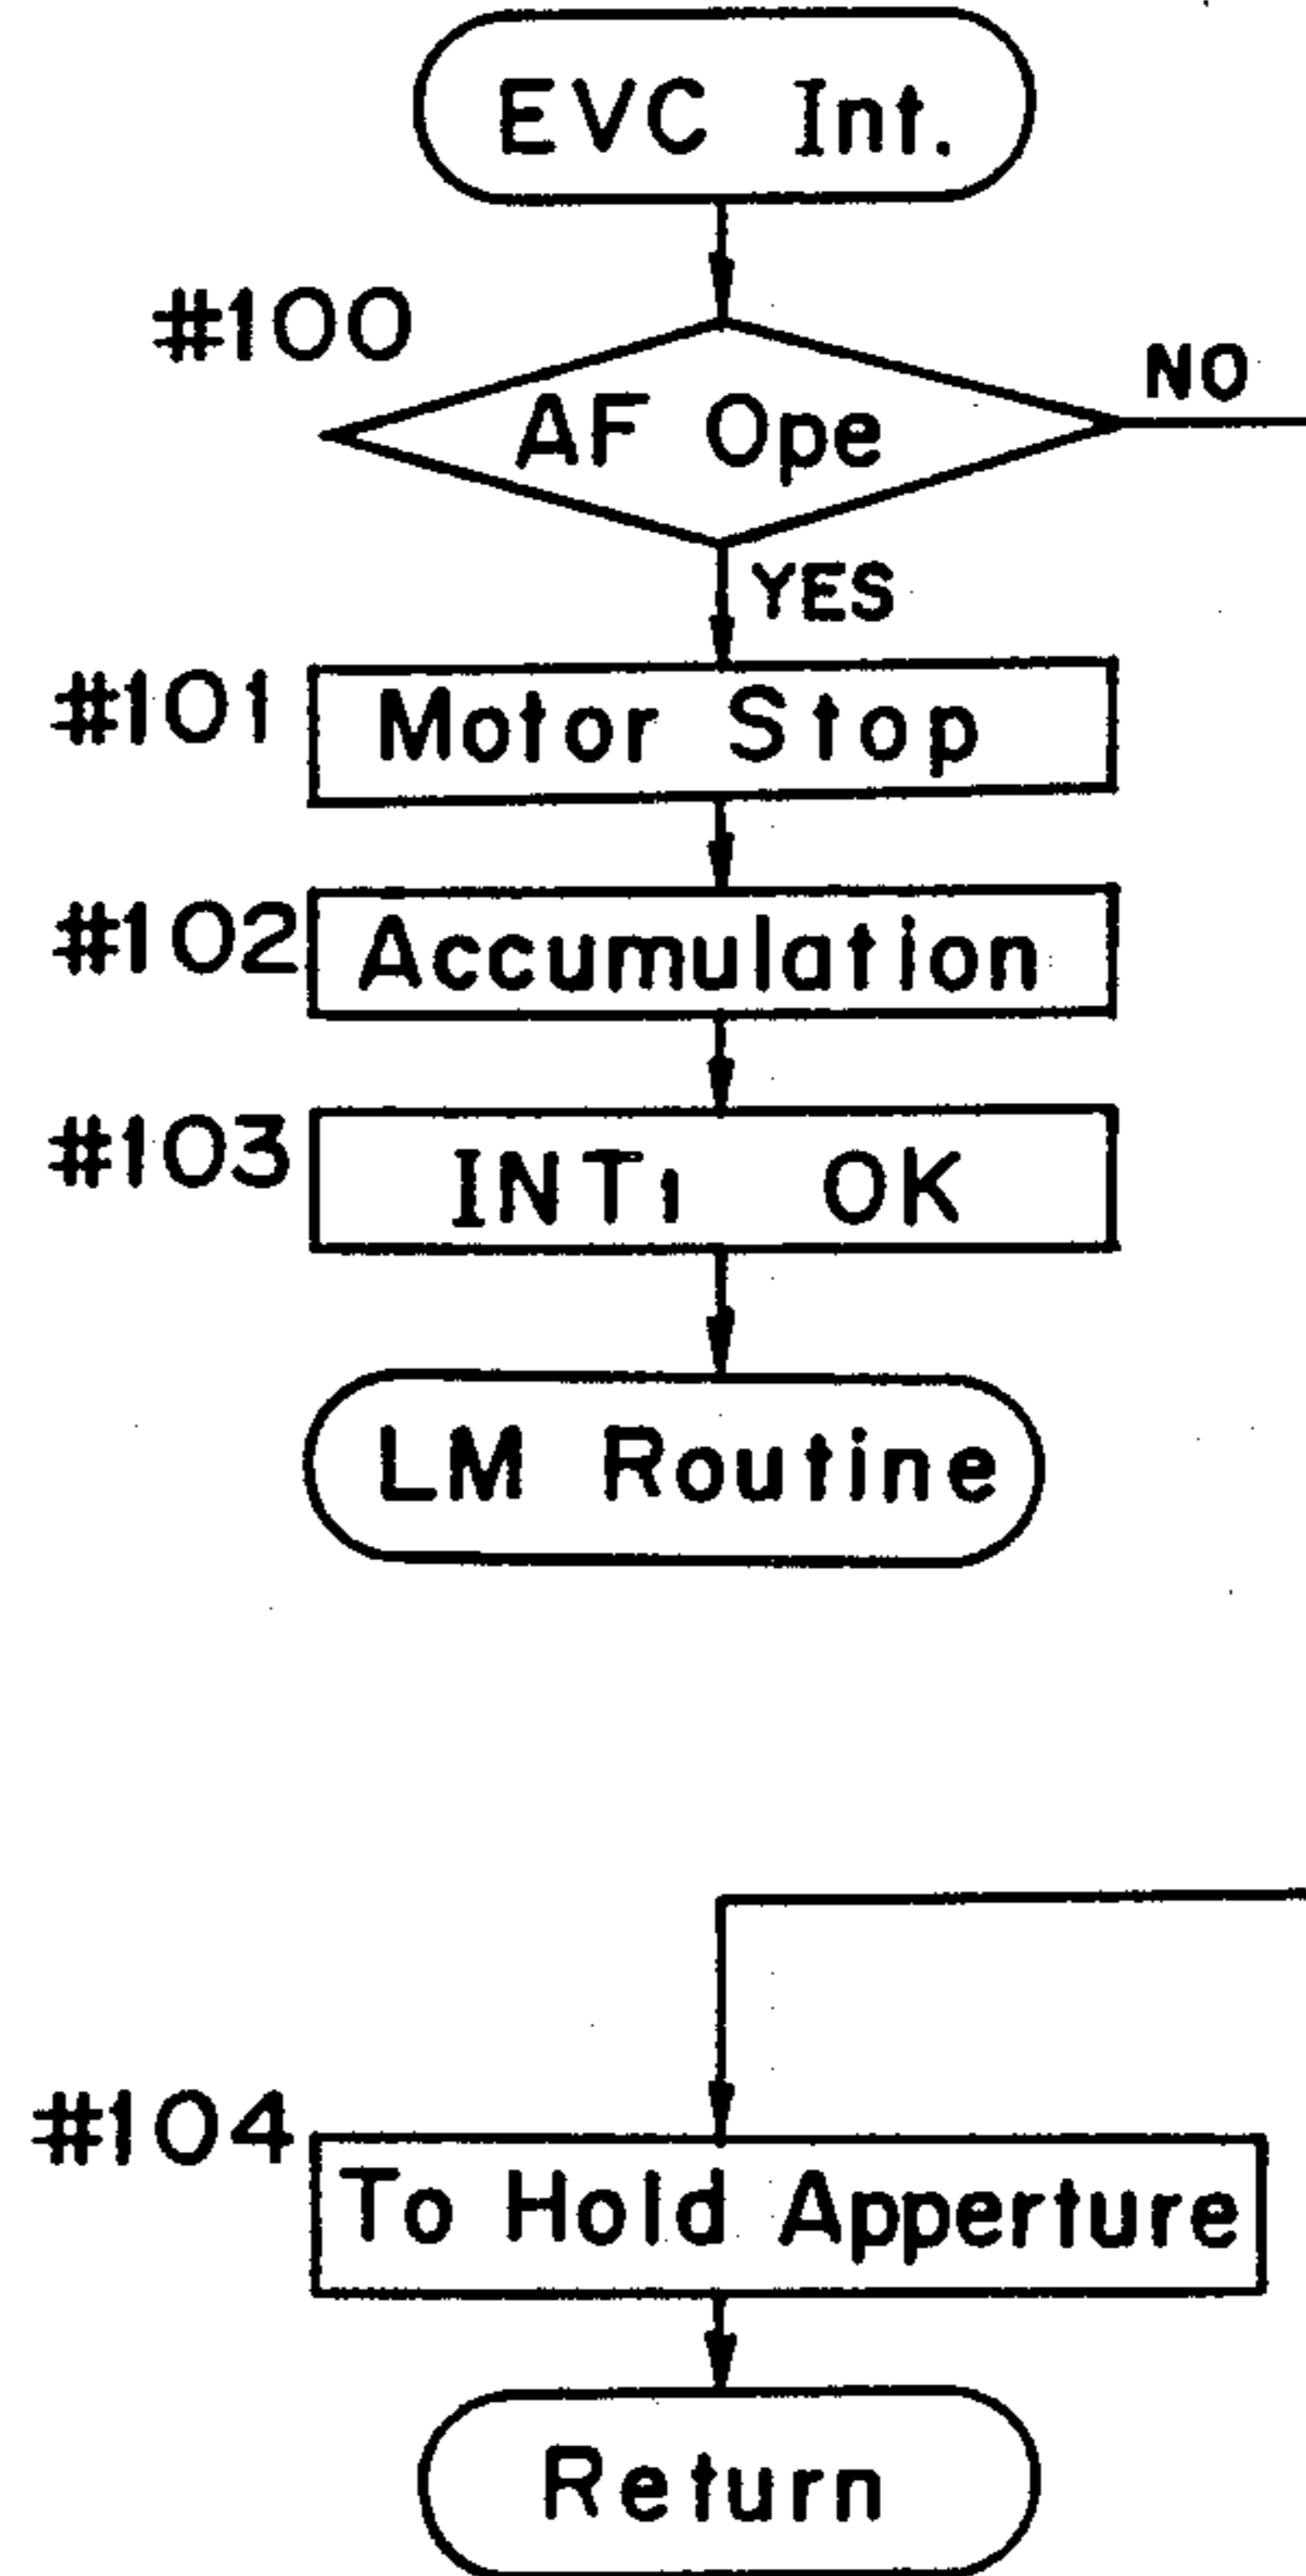 EVC Int.
#100
AF Ope
NO
YES
#101
Motor Stop
#102
Accumulation
#103
INT₁ OK
LM Routine
#104
To Hold Apperture
Return